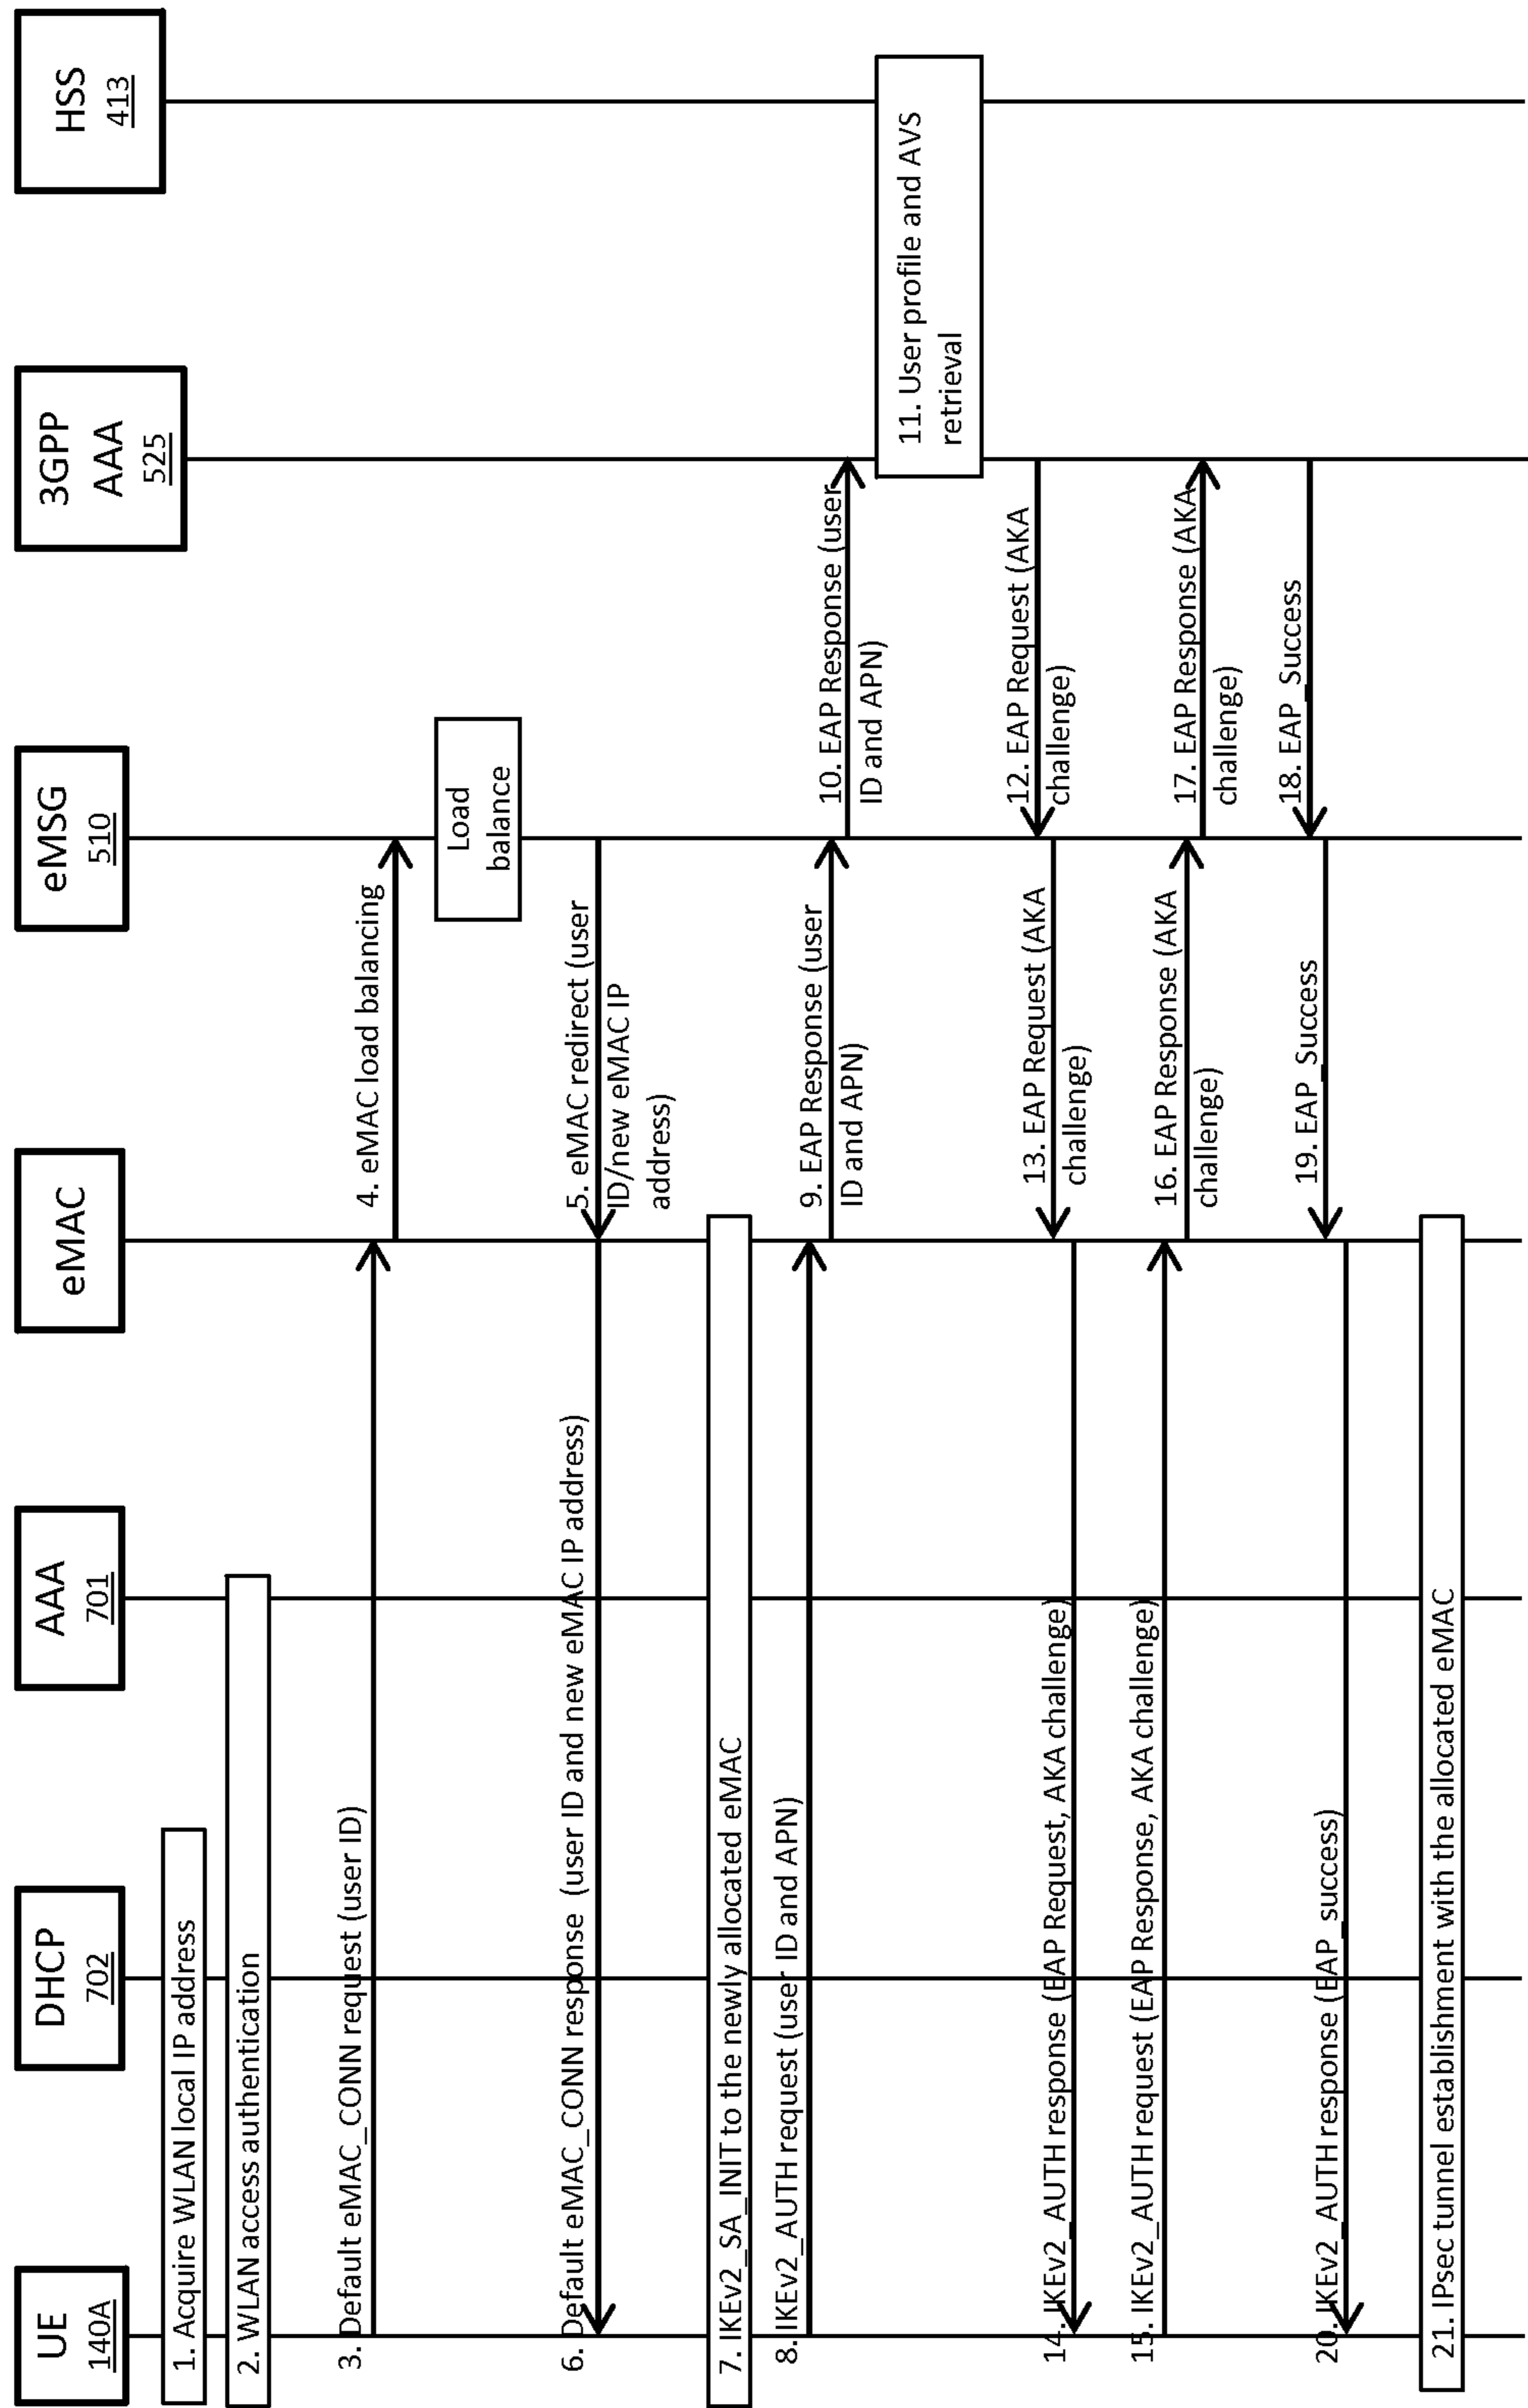 UE
140A
DHCP
702
AAA
701
eMAC
eMSG
510
3GPP
AAA
525
HSS
413
1. Acquire WLAN local IP address
2. WLAN access authentication
3. Default eMAC_CONN request (user ID)
4. eMAC load balancing
Load
balance
5. eMAC redirect (user
ID/new eMAC IP
address)
6. Default eMAC_CONN response (user ID and new eMAC IP address)
7. IKEv2_SA_INIT to the newly allocated eMAC
8. IKEv2_AUTH request (user ID and APN)
9. EAP Response (user
ID and APN)
10. EAP Response (user
ID and APN)
11. User profile and AVS
retrieval
12. EAP Request (AKA
challenge)
13. EAP Request (AKA
challenge)
14. IKEv2_AUTH response (EAP Request, AKA challenge)
15. IKEv2_AUTH request (EAP Response, AKA challenge)
16. EAP Response (AKA
challenge)
17. EAP Response (AKA
challenge)
18. EAP_Success
19. EAP_Success
20. IKEv2_AUTH response (EAP_success)
21. IPsec tunnel establishment with the allocated eMAC